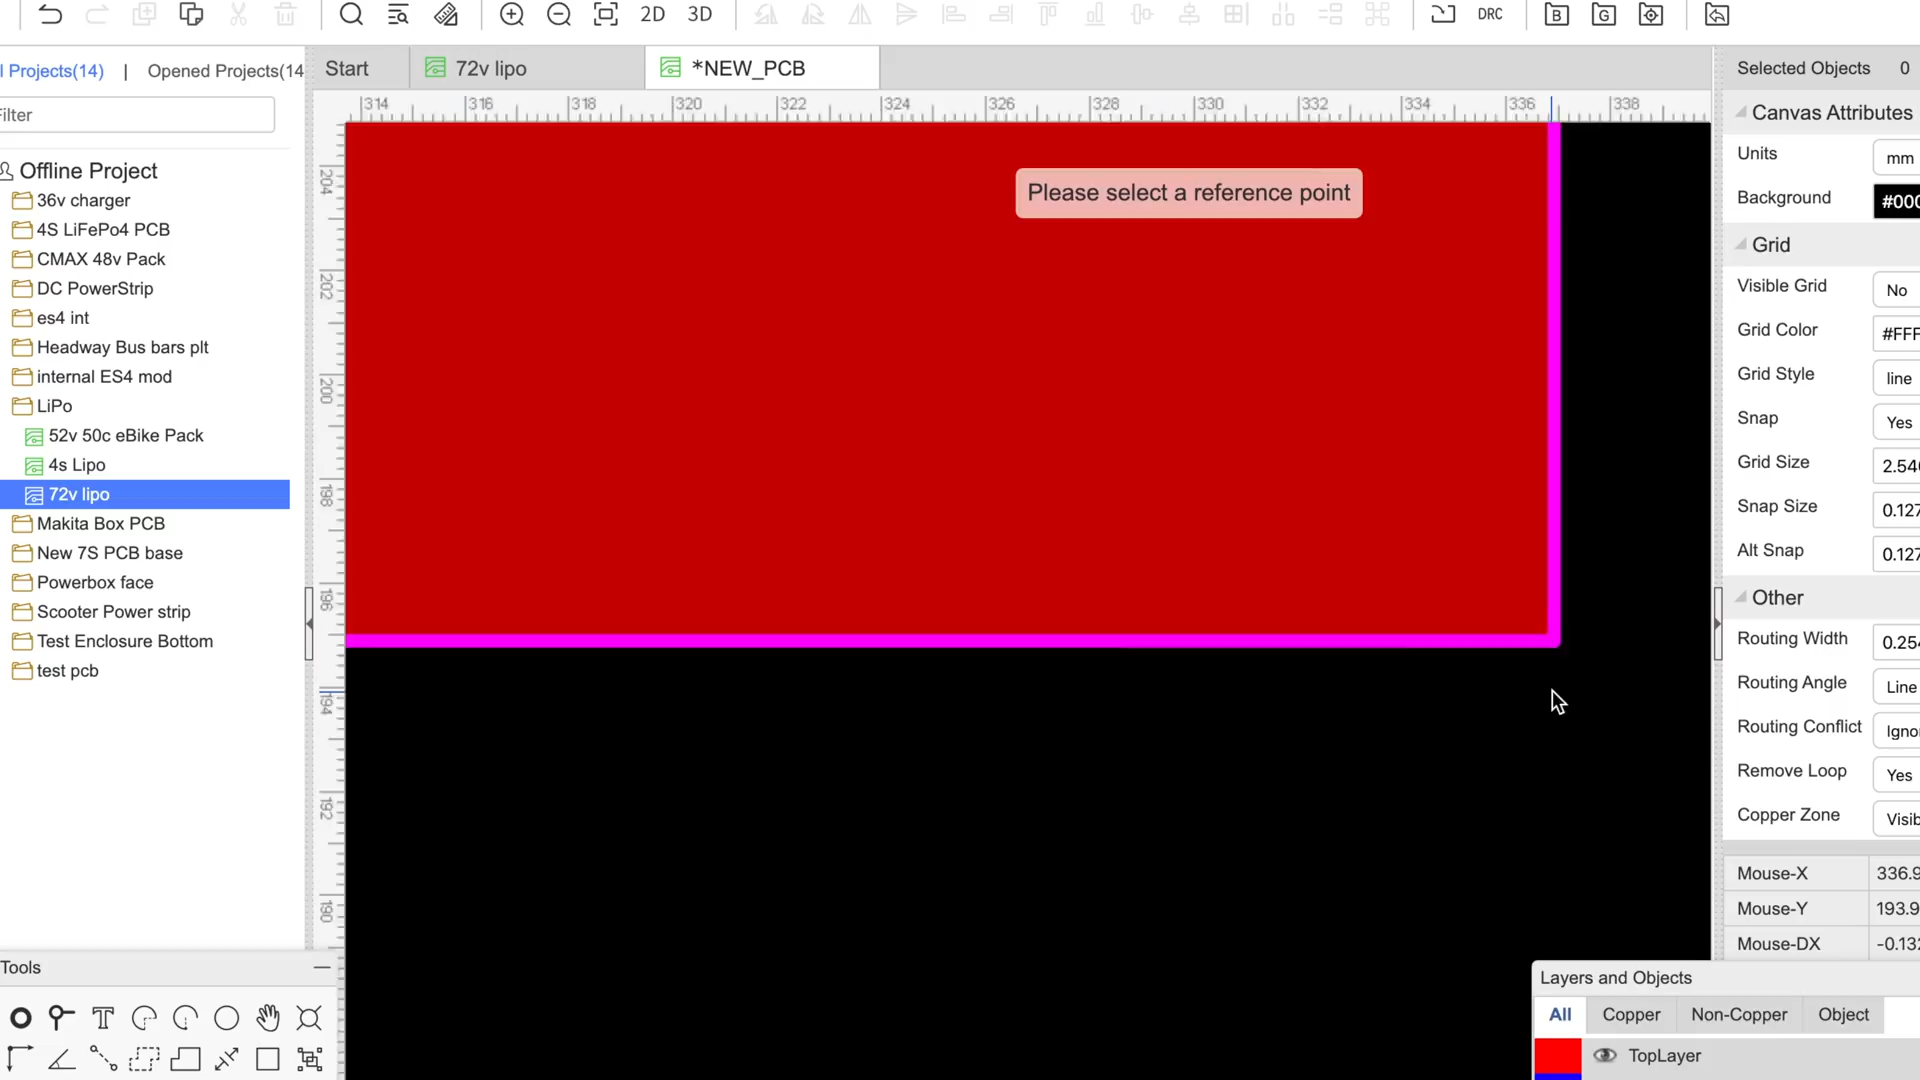 2D
3D
DRC
B
G
l Projects(14) | Opened Projects(14
Start
72v lipo
*NEW_PCB
Filter
Offline Project
36v charger
4S LiFePo4 PCB
CMAX 48v Pack
DC PowerStrip
es4 int
Headway Bus bars plt
internal ES4 mod
LiPo
52v 50c eBike Pack
4s Lipo
72v lipo
Makita Box PCB
New 7S PCB base
Powerbox face
Scooter Power strip
Test Enclosure Bottom
test pcb
Tools
T
314 316 318 320 322 324 326 328 330 332 334 336 338
204
202
200
198
196
194
192
190
Please select a reference point
Selected Objects 0
Canvas Attributes
Units mm
Background #000
Grid
Visible Grid No
Grid Color #FFF
Grid Style line
Snap Yes
Grid Size 2.540
Snap Size 0.127
Alt Snap 0.127
Other
Routing Width 0.254
Routing Angle Line
Routing Conflict Igno
Remove Loop Yes
Copper Zone Visib
Mouse-X 336.9
Mouse-Y 193.9
Mouse-DX -0.132
Layers and Objects
All Copper Non-Copper Object
TopLayer